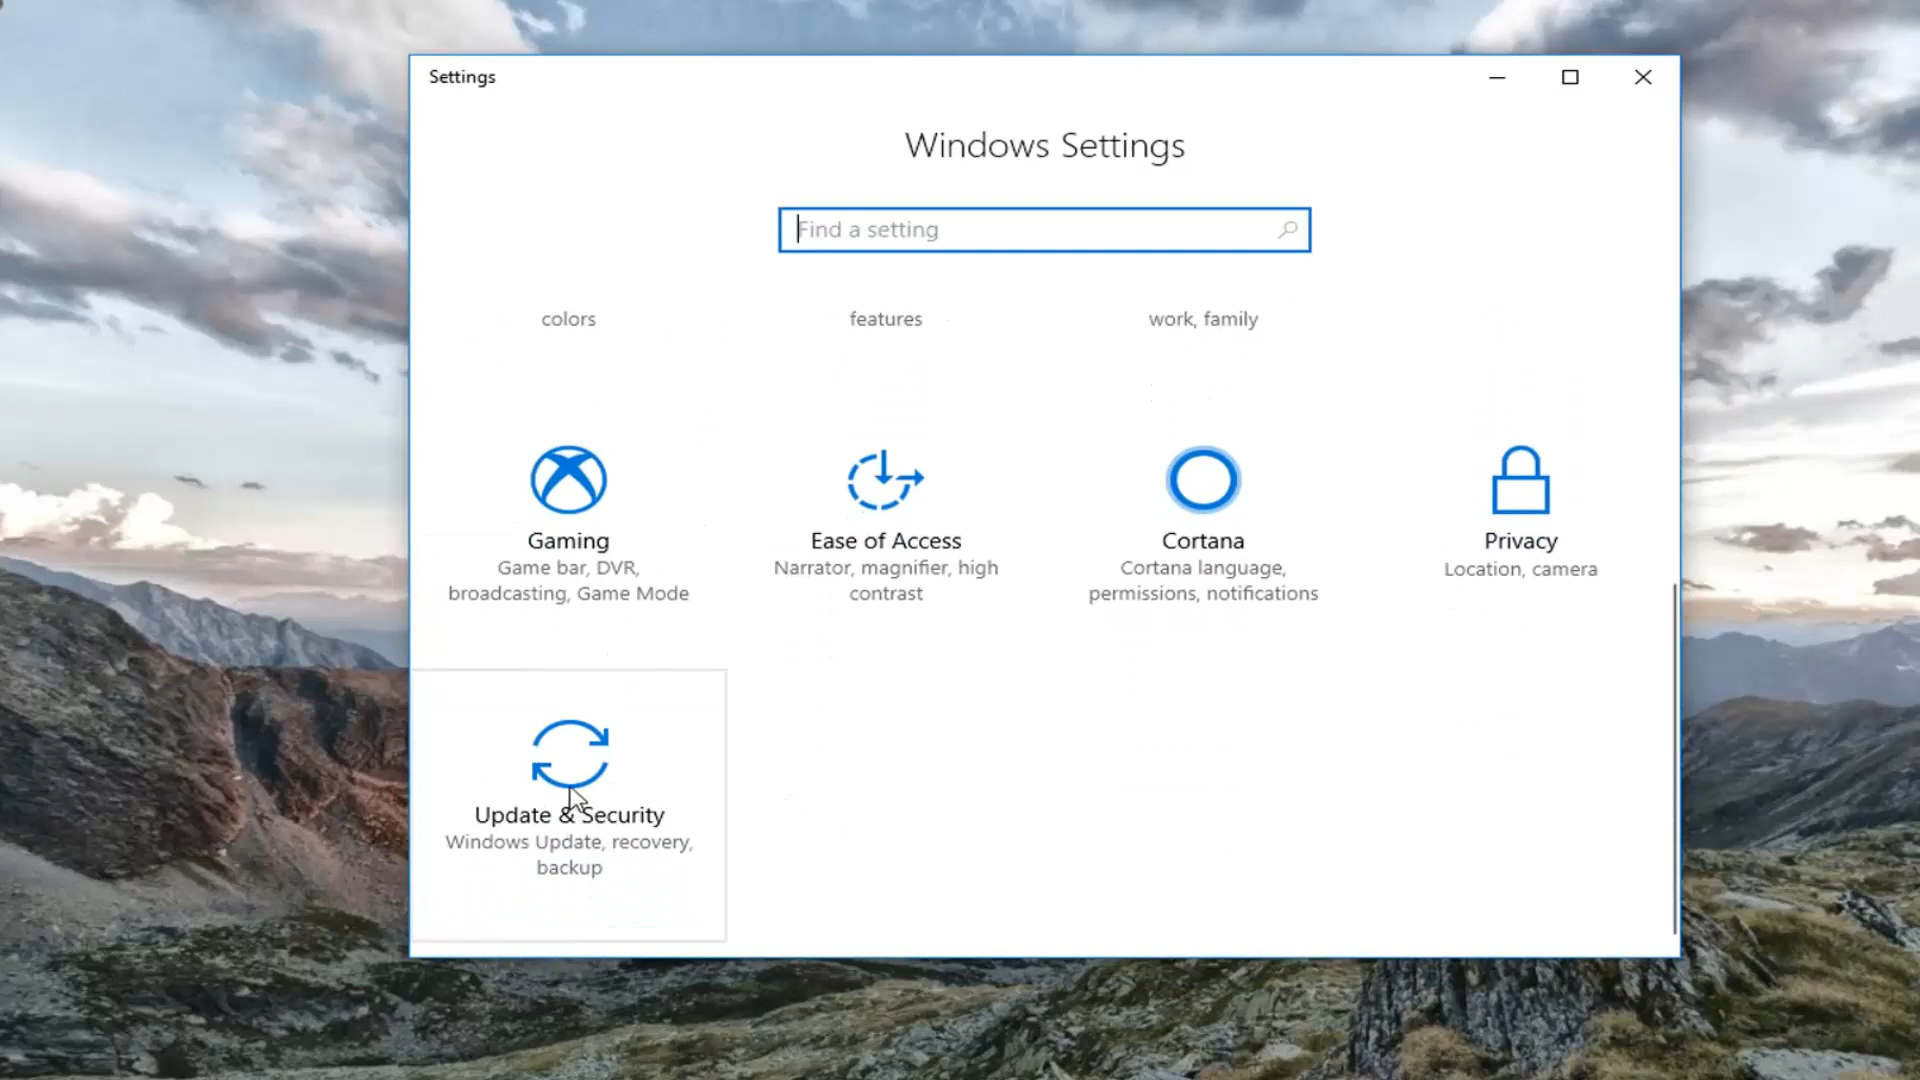 Settings
Windows Settings
Find a setting
colors
features
work, family
Gaming
Game bar, DVR,
broadcasting, Game Mode
Ease of Access
Narrator, magnifier, high
contrast
Cortana
Cortana language,
permissions, notifications
Privacy
Location, camera
Update & Security
Windows Update, recovery,
backup